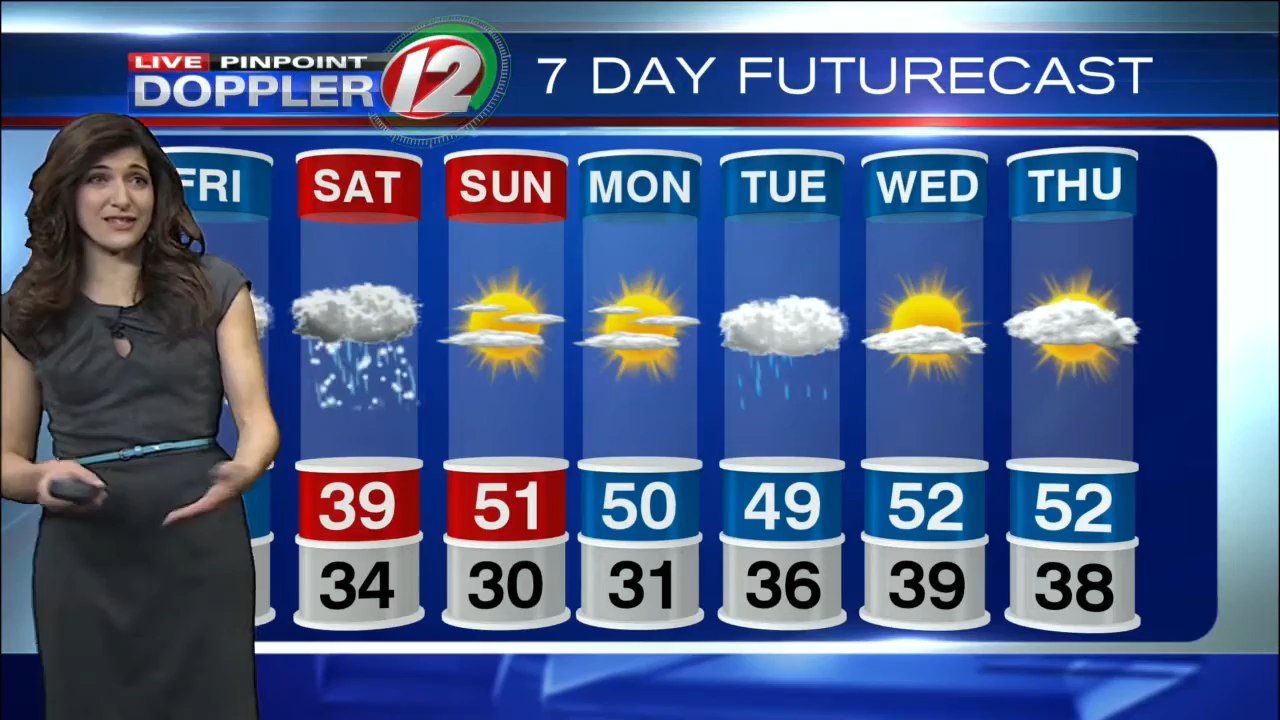 LIVE PINPOINT
DOPPLER 12
7 DAY FUTURECAST
FRI SAT SUN MON TUE WED THU
39 51 50 49 52 52
34 30 31 36 39 38